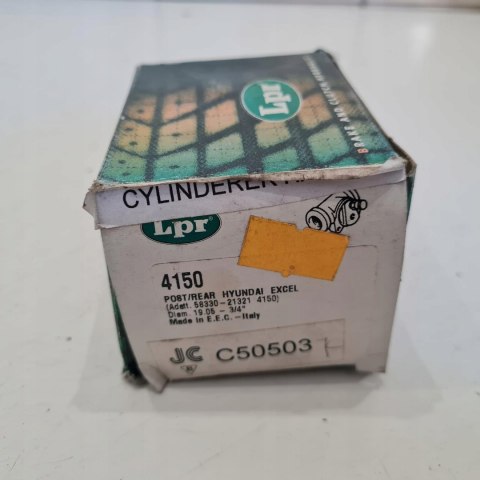 Lpr
BRAKE AND CLUTCH
Lpr
4150
POST/REAR HYUNDAI EXCEL
(Adatt. 58330-21321 4150)
Diam. 19.05 - 3/4"
Made in E.E.C.-Italy
JC C50503